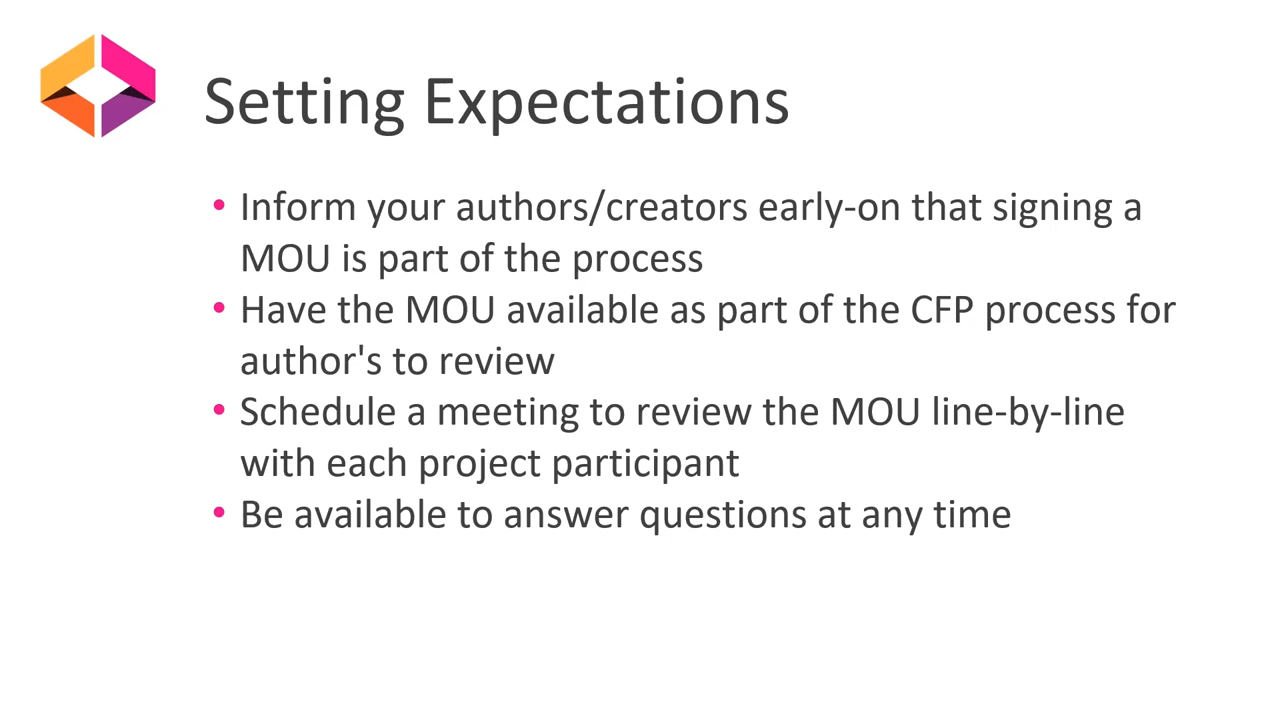 Setting Expectations
• Inform your authors/creators early-on that signing a
MOU is part of the process
• Have the MOU available as part of the CFP process for
author's to review
• Schedule a meeting to review the MOU line-by-line
with each project participant
• Be available to answer questions at any time